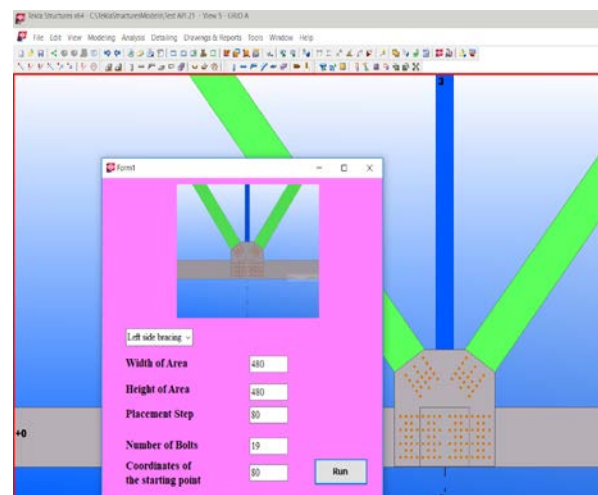 Tekla Structures x64 - C:\TeklaStructuresModels\Test API 21 - View 5 - GRID A
File Edit View Modeling Analysis Detailing Drawings & Reports Tools Window Help
3
Form1
Left side bracing
Width of Area 480
Height of Area 480
Placement Step 80
+0
Number of Bolts 19
Coordinates of
the starting point 80
Run